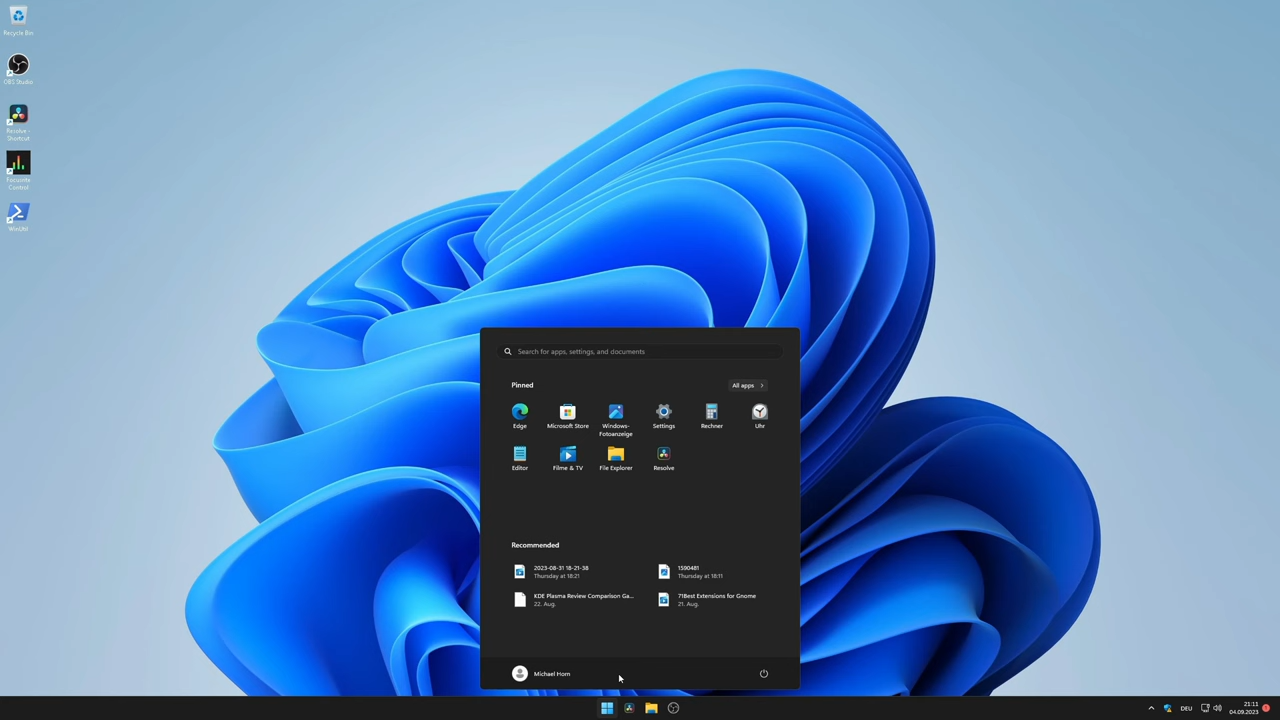 Recycle Bin
OBS Studio
Resolve -
Shortcut
Focusrite
Control
WinUtil
Search for apps, settings, and documents
Pinned
All apps
Edge
Microsoft Store
Windows-
Fotoanzeige
Settings
Rechner
Uhr
Editor
Filme & TV
File Explorer
Resolve
Recommended
2023-08-31 18-21-38
Thursday at 18:21
1590481
Thursday at 18:11
KDE Plasma Review Comparison Ga...
22. Aug.
71Best Extensions for Gnome
21. Aug.
Michael Horn
DEU
21:11
04.09.2023